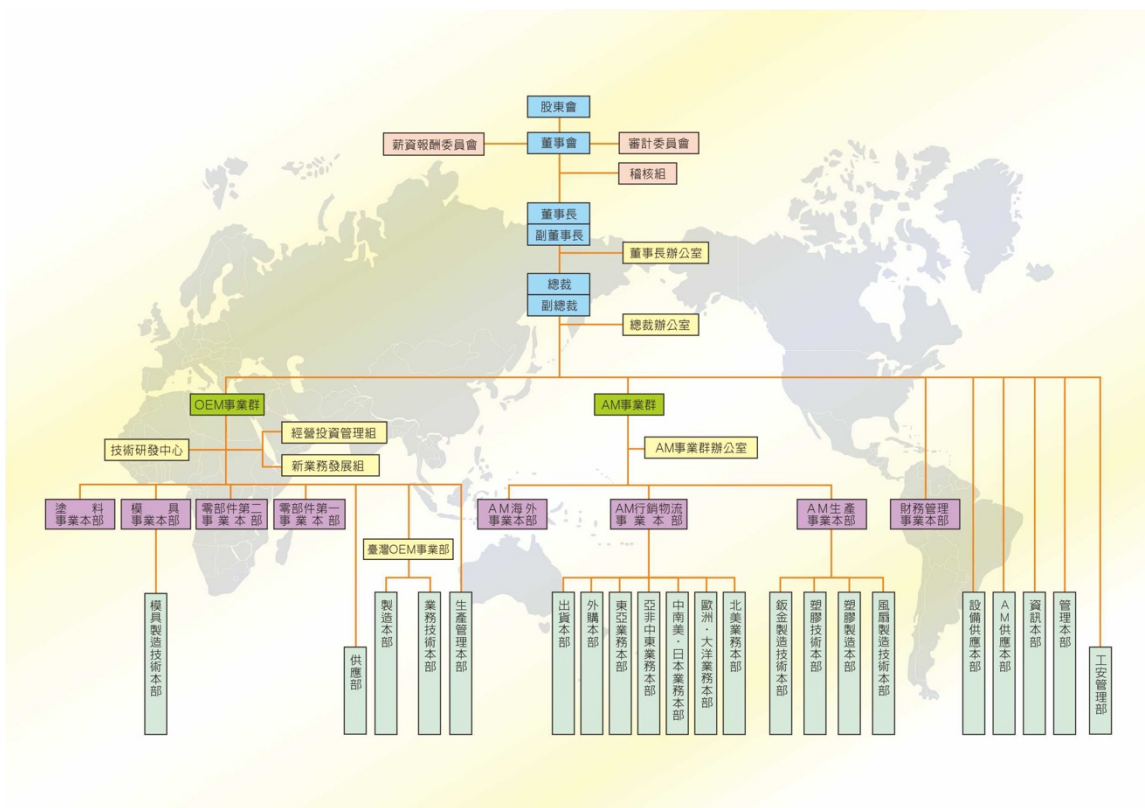 股東會
薪資報酬委員會
董事會
審計委員會
稽核組
董事長
副董事長
董事長辦公室
總裁
副總裁
總裁辦公室
OEM事業群
AM事業群
經營投資管理組
技術研發中心
AM事業群辦公室
新業務發展組
塗料
事業本部
模具
事業本部
零部件第二
事業本部
零部件第一
事業本部
AM海外
事業本部
AM行銷物流
事業本部
AM生產
事業本部
財務管理
事業本部
臺灣OEM事業部
模具製造技術本部
供應部
製造本部
業務技術本部
生產管理本部
出貨本部
外購本部
東亞業務本部
亞非中東業務本部
中南美・日本業務本部
歐洲・大洋業務本部
北美業務本部
鈑金製造技術本部
塑膠技術本部
塑膠製造本部
風扇製造技術本部
設備供應本部
AM供應本部
資訊本部
管理本部
工安管理部